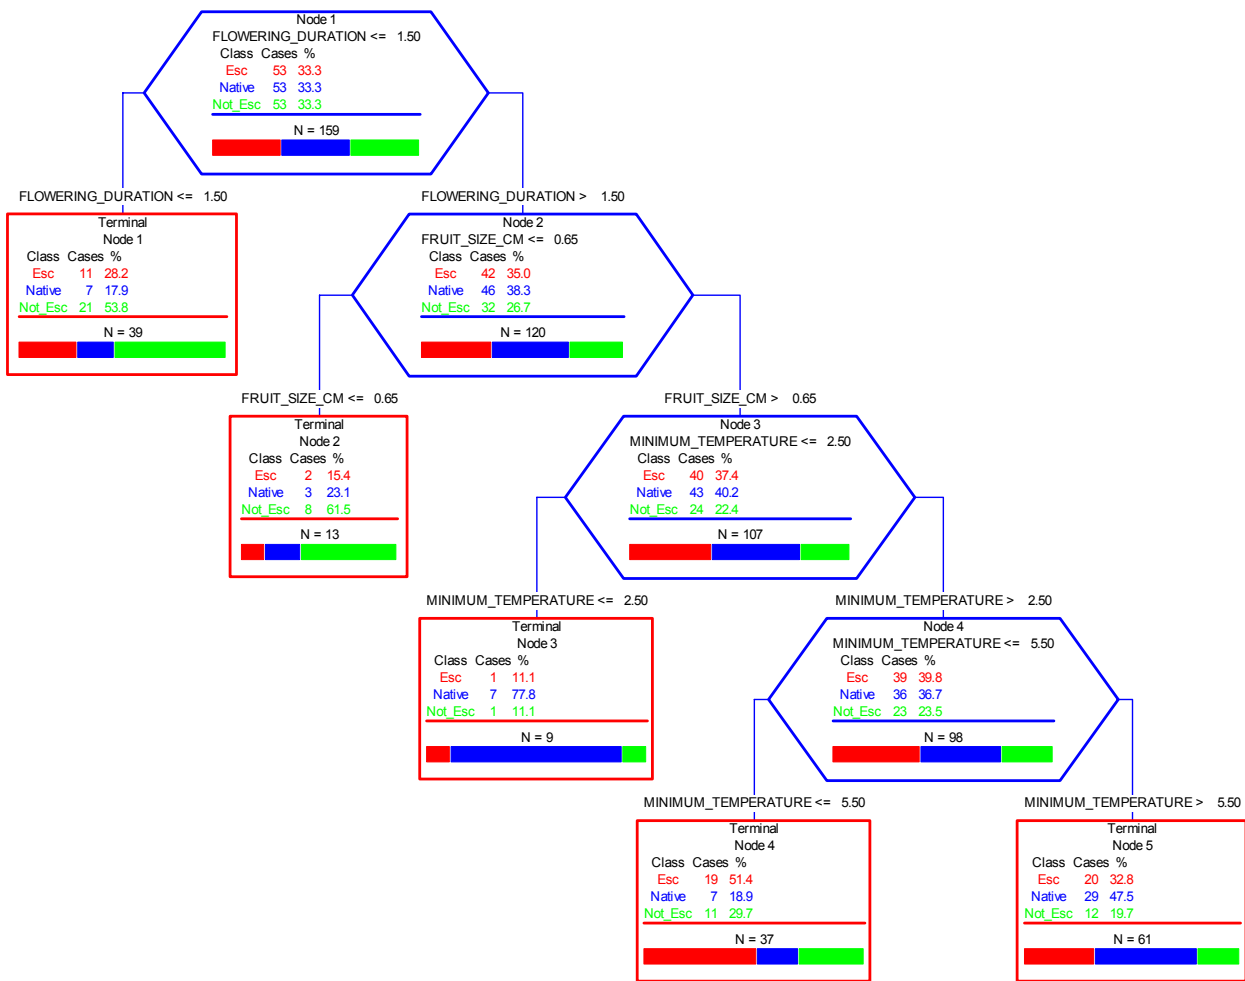 Node 1
FLOWERING_DURATION <= 1.50
Class Cases %
Esc 53 33.3
Native 53 33.3
Not_Esc 53 33.3
N = 159
FLOWERING_DURATION <= 1.50
FLOWERING_DURATION > 1.50
Terminal
Node 1
Class Cases %
Esc 11 28.2
Native 7 17.9
Not_Esc 21 53.8
N = 39
Node 2
FRUIT_SIZE_CM <= 0.65
Class Cases %
Esc 42 35.0
Native 46 38.3
Not_Esc 32 26.7
N = 120
FRUIT_SIZE_CM <= 0.65
FRUIT_SIZE_CM > 0.65
Terminal
Node 2
Class Cases %
Esc 2 15.4
Native 3 23.1
Not_Esc 8 61.5
N = 13
Node 3
MINIMUM_TEMPERATURE <= 2.50
Class Cases %
Esc 40 37.4
Native 43 40.2
Not_Esc 24 22.4
N = 107
MINIMUM_TEMPERATURE <= 2.50
MINIMUM_TEMPERATURE > 2.50
Terminal
Node 3
Class Cases %
Esc 1 11.1
Native 7 77.8
Not_Esc 1 11.1
N = 9
Node 4
MINIMUM_TEMPERATURE <= 5.50
Class Cases %
Esc 39 39.8
Native 36 36.7
Not_Esc 23 23.5
N = 98
MINIMUM_TEMPERATURE <= 5.50
MINIMUM_TEMPERATURE > 5.50
Terminal
Node 4
Class Cases %
Esc 19 51.4
Native 7 18.9
Not_Esc 11 29.7
N = 37
Terminal
Node 5
Class Cases %
Esc 20 32.8
Native 29 47.5
Not_Esc 12 19.7
N = 61